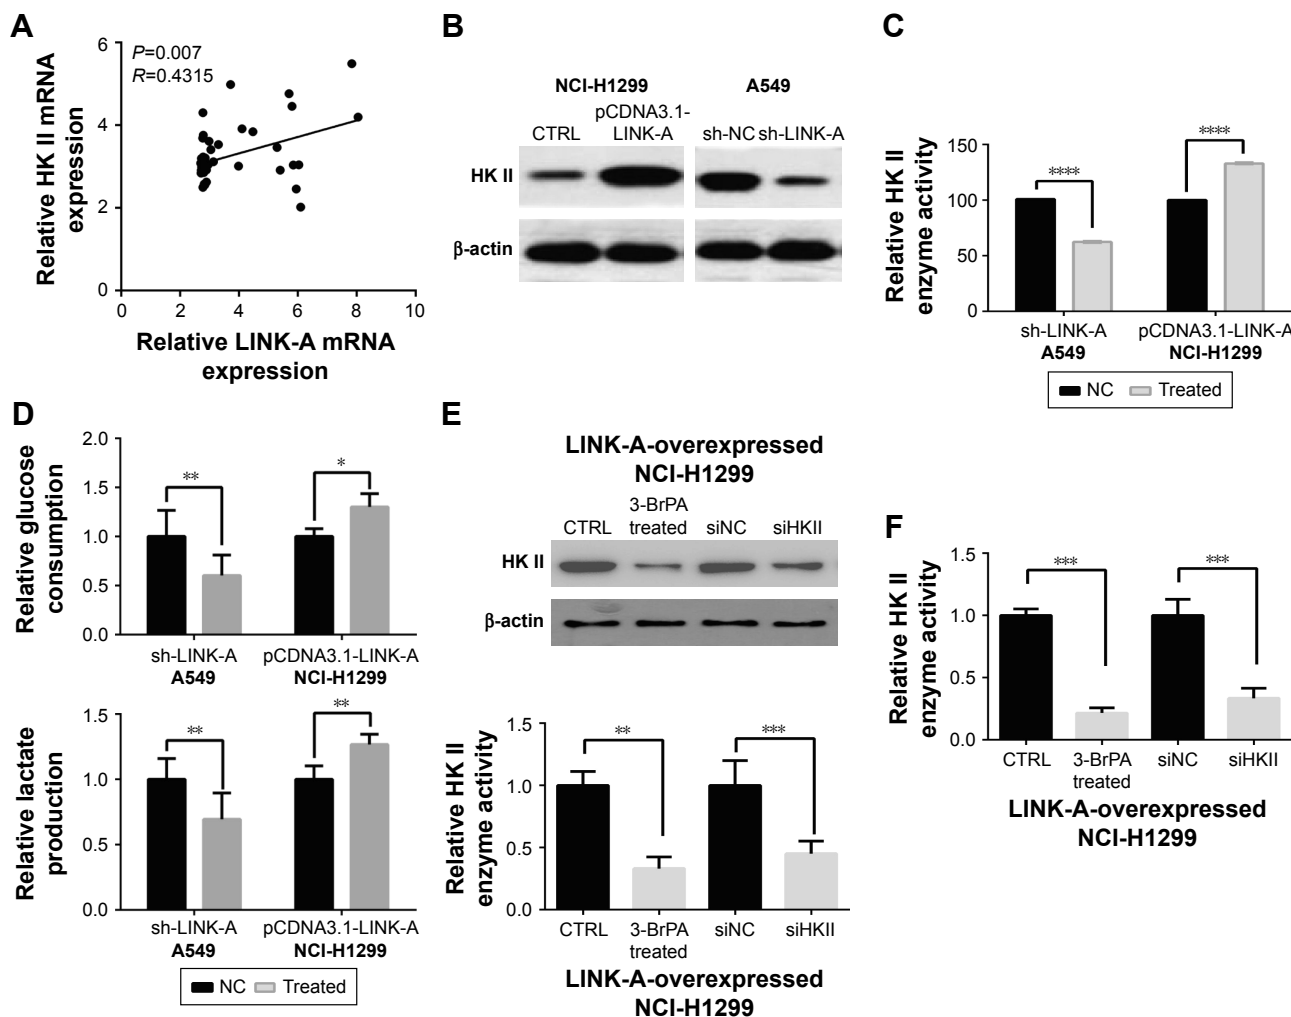 A
P=0.007
R=0.4315
Relative HK II mRNA
expression
6
4
2
0
0 2 4 6 8 10
Relative LINK-A mRNA
expression
B
NCI-H1299 A549
CTRL pCDNA3.1-
LINK-A sh-NC sh-LINK-A
HK II
β-actin
C
Relative HK II
enzyme activity
150
100
50
0
**** ****
sh-LINK-A pCDNA3.1-LINK-A
A549 NCI-H1299
NC Treated
D
Relative glucose
consumption
2.0
1.5
1.0
0.5
0.0
** *
sh-LINK-A pCDNA3.1-LINK-A
A549 NCI-H1299
Relative lactate
production
1.5
1.0
0.5
0.0
** **
sh-LINK-A pCDNA3.1-LINK-A
A549 NCI-H1299
NC Treated
E
LINK-A-overexpressed
NCI-H1299
CTRL 3-BrPA
treated siNC siHKII
HK II
β-actin
Relative HK II
enzyme activity
1.5
1.0
0.5
0.0
** ***
CTRL 3-BrPA
treated siNC siHKII
LINK-A-overexpressed
NCI-H1299
F
Relative HK II
enzyme activity
1.5
1.0
0.5
0.0
*** ***
CTRL 3-BrPA
treated siNC siHKII
LINK-A-overexpressed
NCI-H1299